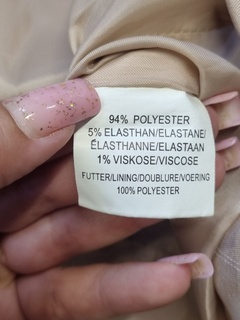 94% POLYESTER
5% ELASTHAN/ELASTANE/
ÉLASTHANNE/ELASTAAN
1% VISKOSE/VISCOSE
FUTTER/LINING/DOUBLURE/VOERING
100% POLYESTER